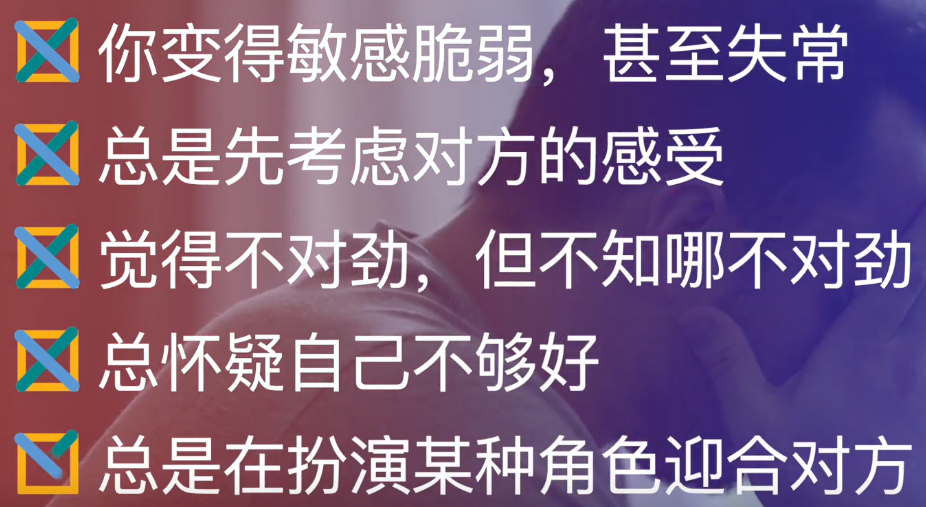 你变得敏感脆弱，甚至失常
总是先考虑对方的感受
觉得不对劲，但不知哪不对劲
总怀疑自己不够好
总是在扮演某种角色迎合对方